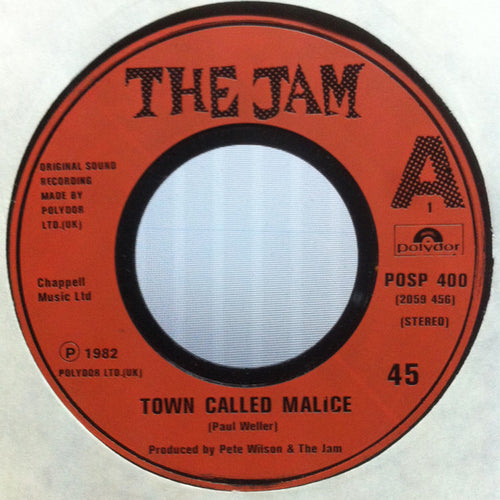 THE JAM
A
1
ORIGINAL SOUND
RECORDING
MADE BY
POLYDOR
LTD.(UK)
polydor
POSP 400
(2059 456)
(STEREO)
Chappell
Music Ltd
P 1982
POLYDOR LTD.(UK)
45
TOWN CALLED MALICE
(Paul Weller)
Produced by Pete Wilson & The Jam